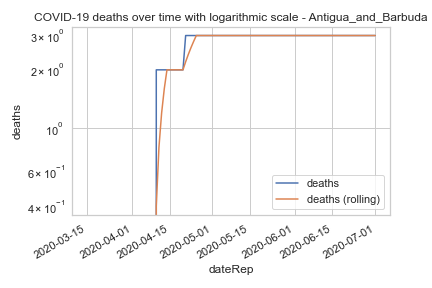 COVID-19 deaths over time with logarithmic scale - Antigua_and_Barbuda
3 × 10⁰
2 × 10⁰
10⁰
6 × 10⁻¹
4 × 10⁻¹
deaths
deaths
deaths (rolling)
2020-03-15
2020-04-01
2020-04-15
2020-05-01
2020-05-15
2020-06-01
2020-06-15
2020-07-01
dateRep